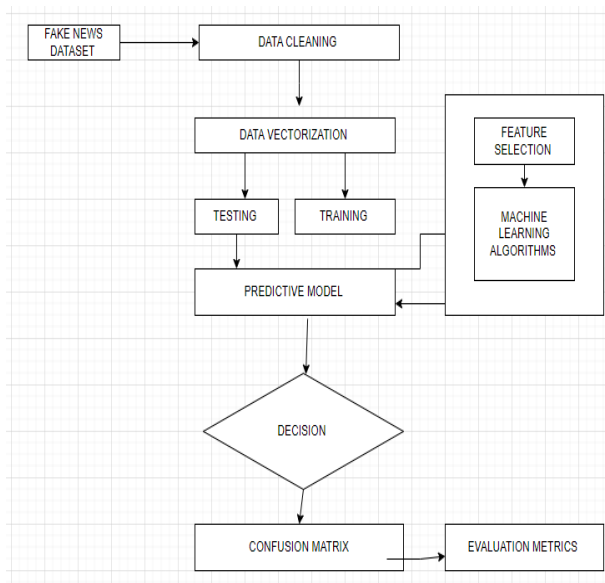 FAKE NEWS
DATASET
DATA CLEANING
DATA VECTORIZATION
FEATURE
SELECTION
TESTING
TRAINING
MACHINE
LEARNING
ALGORITHMS
PREDICTIVE MODEL
DECISION
CONFUSION MATRIX
EVALUATION METRICS